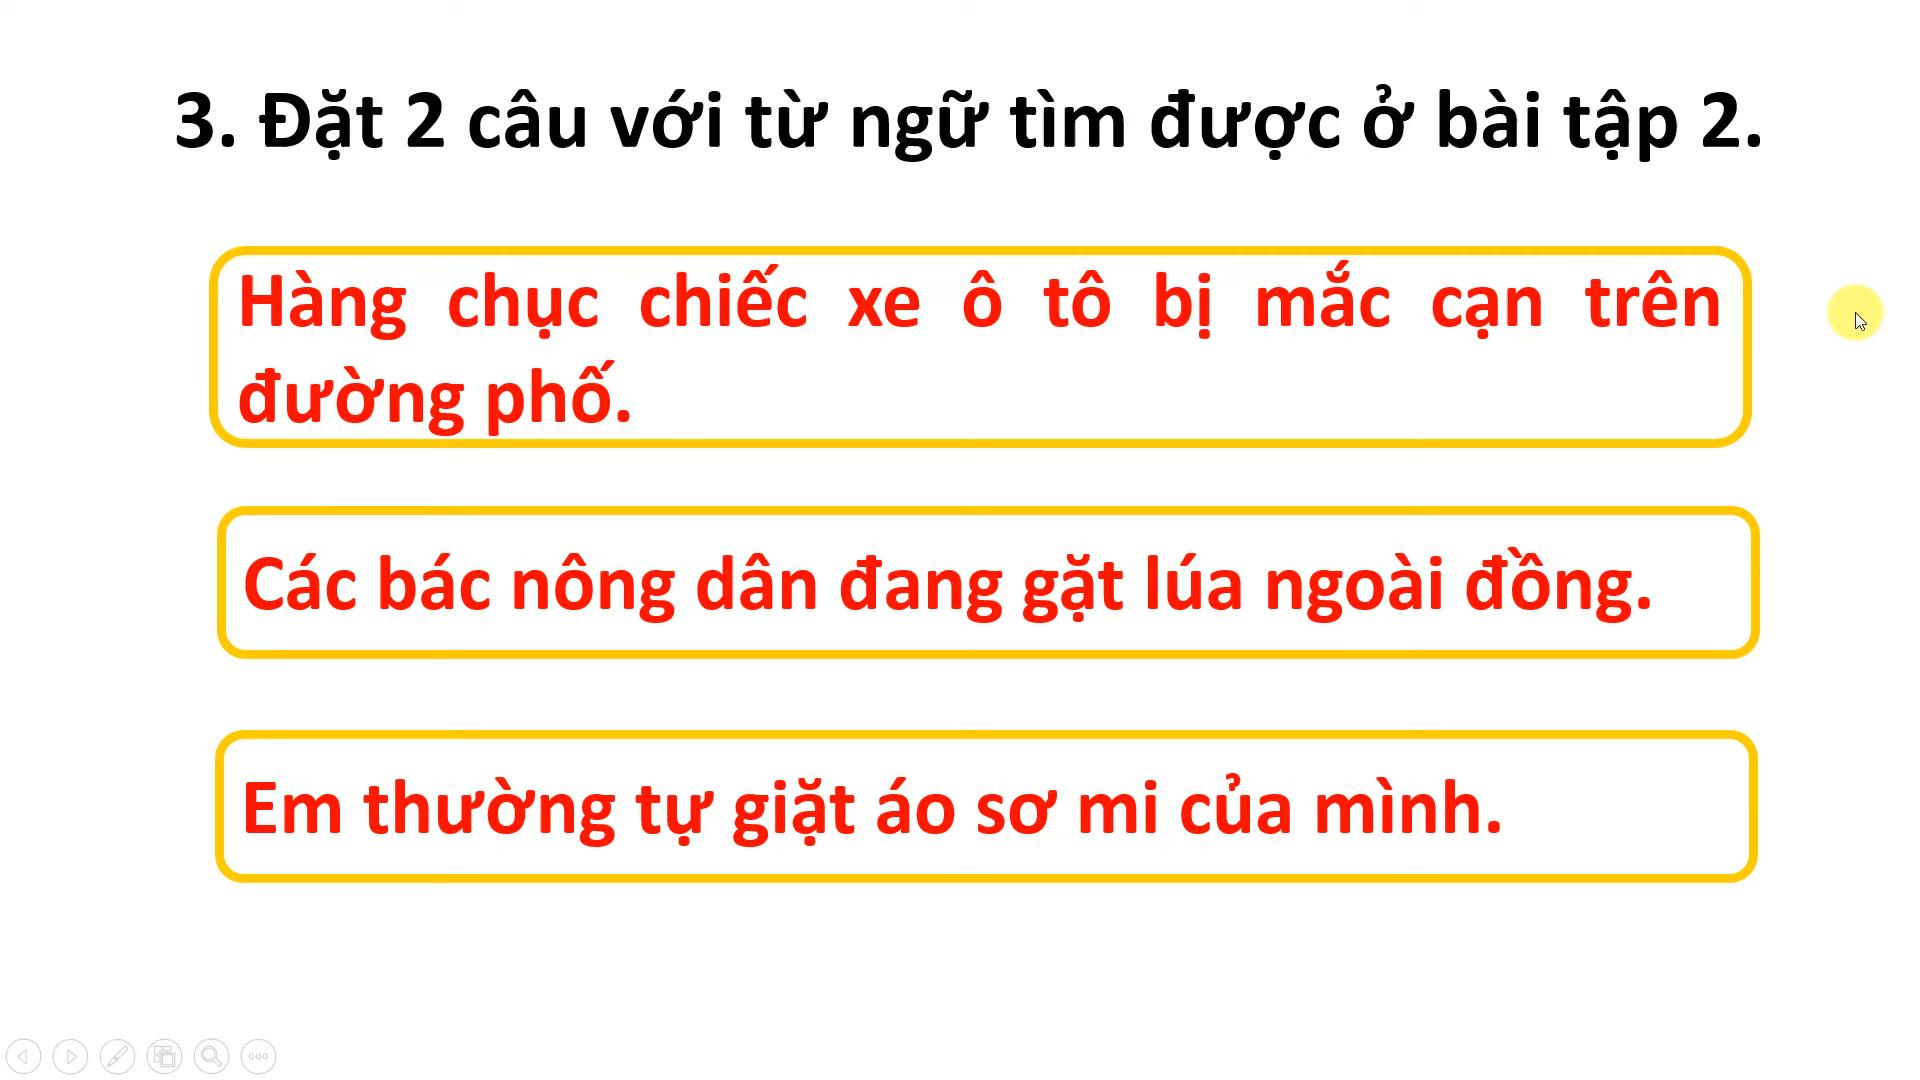 3. Đặt 2 câu với từ ngữ tìm được ở bài tập 2.
Hàng chục chiếc xe ô tô bị mắc cạn trên
đường phố.
Các bác nông dân đang gặt lúa ngoài đồng.
Em thường tự giặt áo sơ mi của mình.